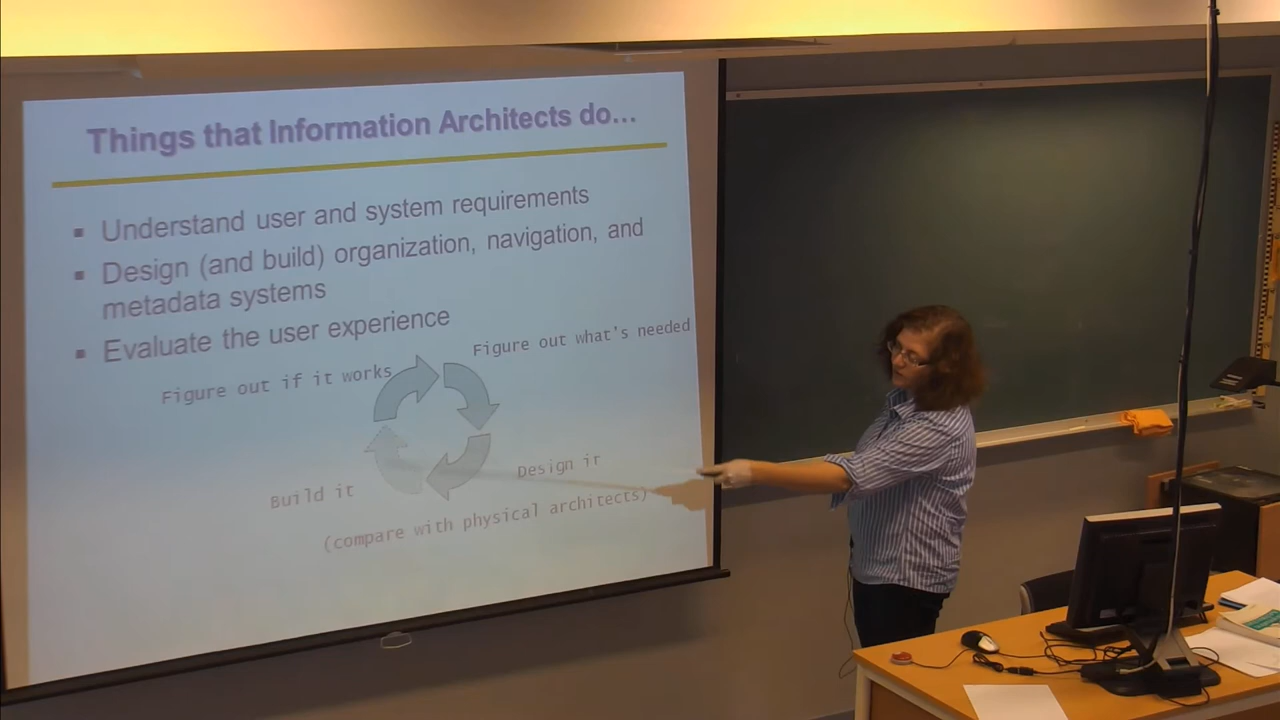 Things that Information Architects do...
Understand user and system requirements
Design (and build) organization, navigation, and
metadata systems
Evaluate the user experience
Figure out what's needed
Figure out if it works
Design it
Build it
(compare with physical architects)